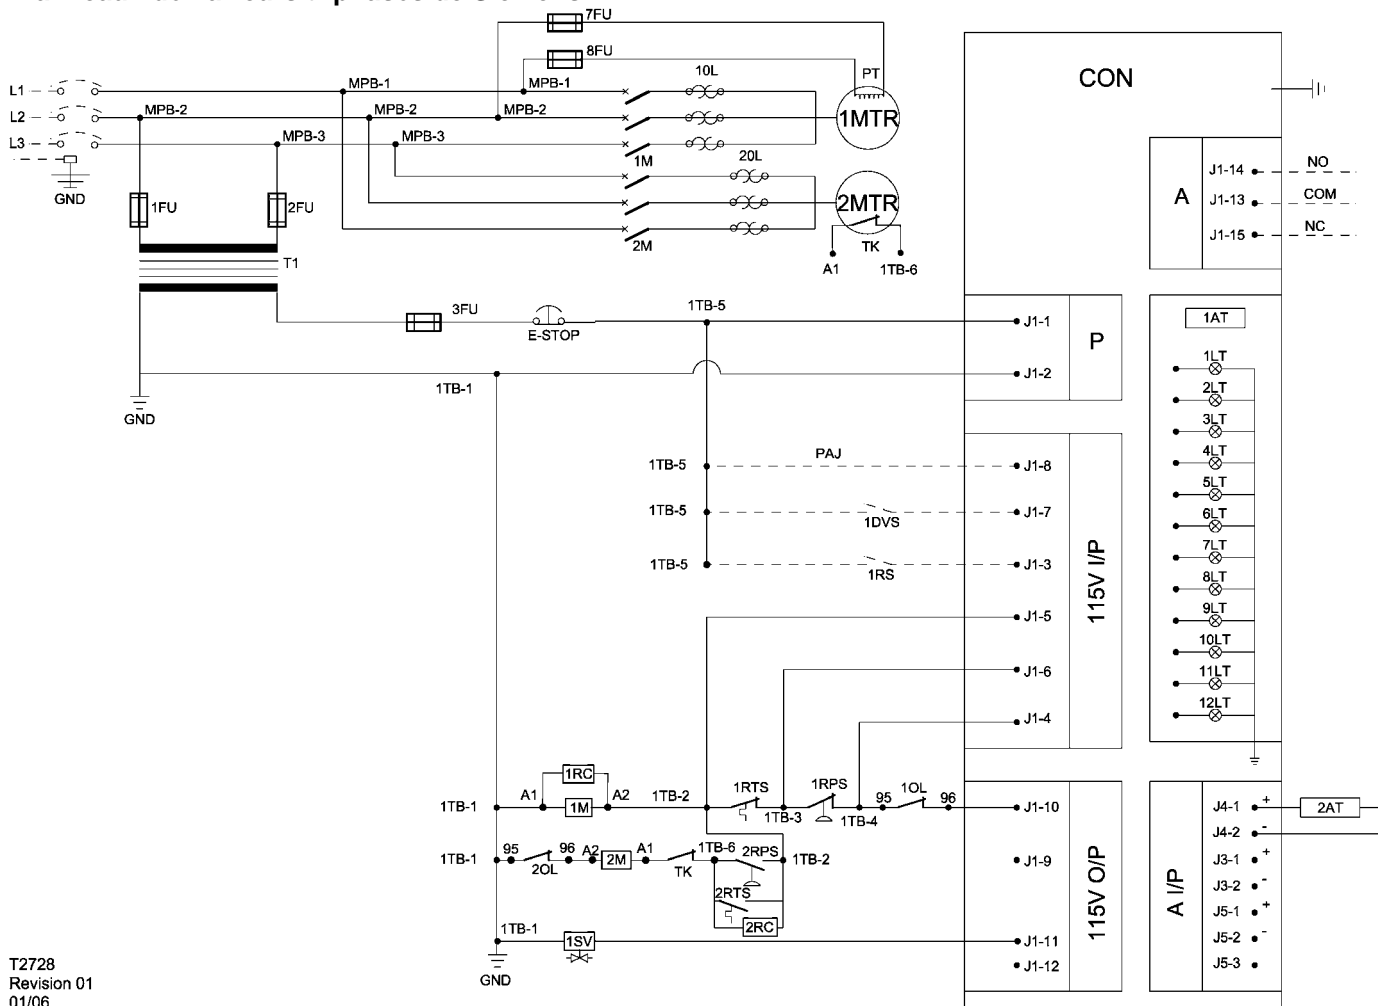 7FU
8FU
CON
MPB-1
MPB-1
10L
PT
L1
MPB-2
MPB-2
MPB-2
1MTR
L2
MPB-3
MPB-3
L3
1M
20L
J1-14
NO
GND
1FU
2FU
2MTR
A
J1-13
COM
2M
TK
J1-15
NC
T1
A1
1TB-6
3FU
1TB-5
1AT
E-STOP
J1-1
P
1LT
1TB-1
J1-2
2LT
GND
3LT
4LT
1TB-5
PAJ
J1-8
5LT
1TB-5
1DVS
J1-7
6LT
7LT
1TB-5
1RS
J1-3
115V I/P
8LT
J1-5
9LT
10LT
J1-6
11LT
J1-4
12LT
1RC
1TB-1
A1
1M
A2
1TB-2
1RTS
1TB-3
1RPS
1TB-4
95
1OL
96
J1-10
J4-1
+
2AT
J4-2
-
1TB-1
95
2OL
96
A2
2M
A1
TK
1TB-6
2RPS
1TB-2
J1-9
J3-1
+
2RTS
J3-2
-
2RC
115V O/P
A I/P
J5-1
+
1TB-1
1SV
J1-11
J5-2
-
GND
J1-12
J5-3
T2728
Revision 01
01/06